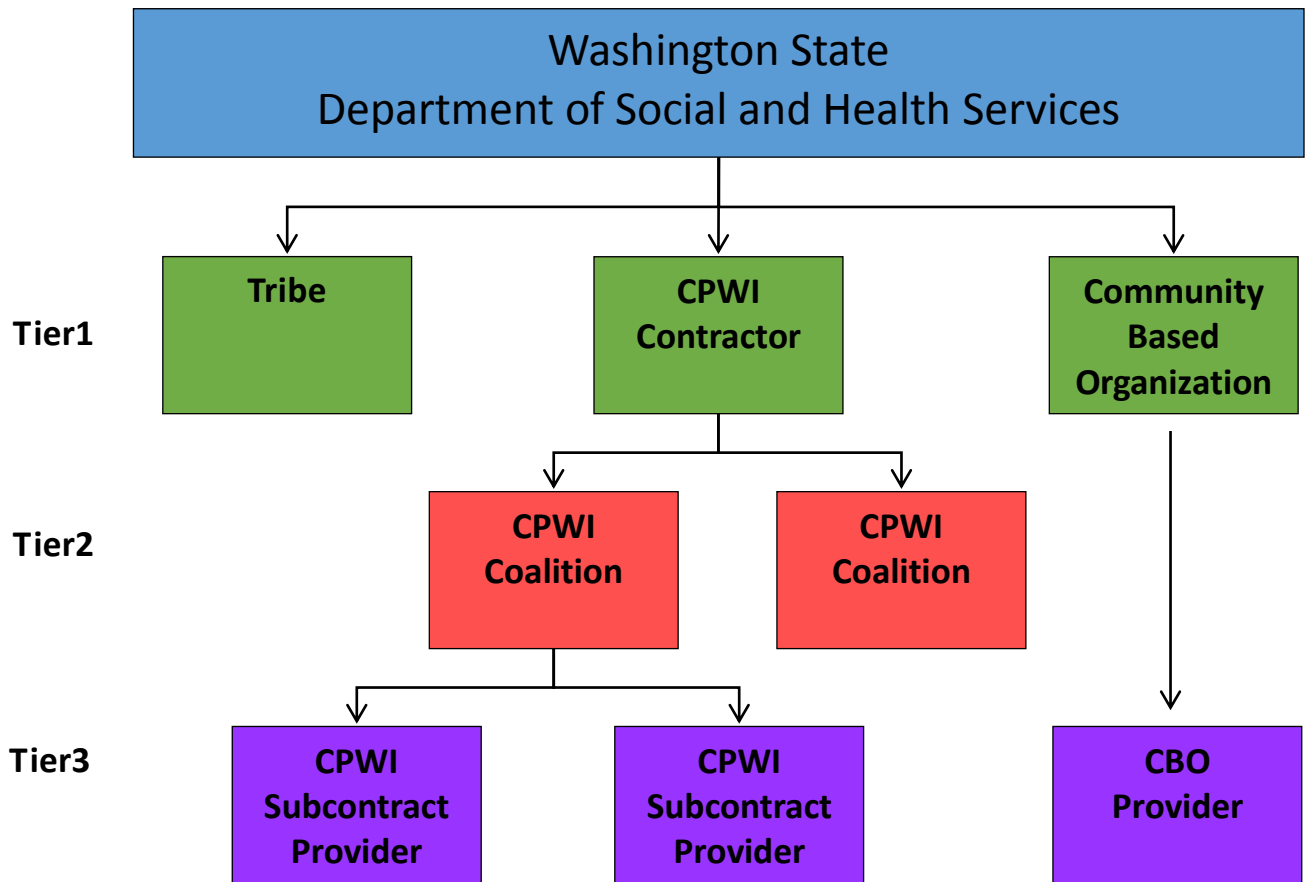 Washington State
Department of Social and Health Services
Tier1
Tribe
CPWI
Contractor
Community
Based
Organization
Tier2
CPWI
Coalition
CPWI
Coalition
Tier3
CPWI
Subcontract
Provider
CPWI
Subcontract
Provider
CBO
Provider